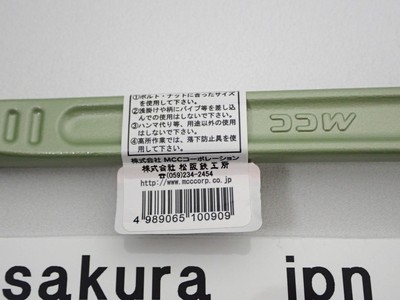 ①ボルト・ナットに合ったサイズ
を使用して下さい。
②浅掛けや柄にパイプ等を差し込
んでの使用はしないで下さい。
③ハンマ代り等、用途以外の使用
はしないで下さい。
④高所作業では、落下防止具を使
用して下さい。
株式会社 MCCコーポレーション
株式会社 松阪鉄工所
☎(059)234-2454
http://www.mcccorp.co.jp
4 989065 100909
MCC
sakura jpn